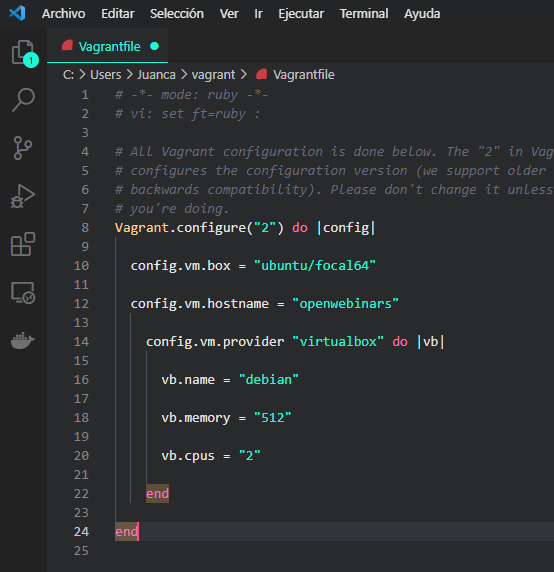 Archivo Editar Selección Ver Ir Ejecutar Terminal Ayuda
Vagrantfile
1
C: > Users > Juanca > vagrant > Vagrantfile
1 # -*- mode: ruby -*-
2 # vi: set ft=ruby :
3
4 # All Vagrant configuration is done below. The "2" in Vag
5 # configures the configuration version (we support older
6 # backwards compatibility). Please don't change it unless
7 # you're doing.
8 Vagrant.configure("2") do |config|
9
10 config.vm.box = "ubuntu/focal64"
11
12 config.vm.hostname = "openwebinars"
13
14 config.vm.provider "virtualbox" do |vb|
15
16 vb.name = "debian"
17
18 vb.memory = "512"
19
20 vb.cpus = "2"
21
22 end
23
24 end
25